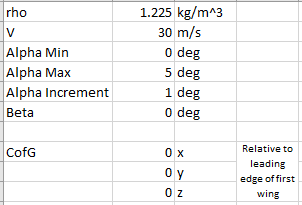 rho 1.225 kg/m^3
V 30 m/s
Alpha Min 0 deg
Alpha Max 5 deg
Alpha Increment 1 deg
Beta 0 deg
CofG 0 x
0 y
0 z
Relative to
leading
edge of first
wing